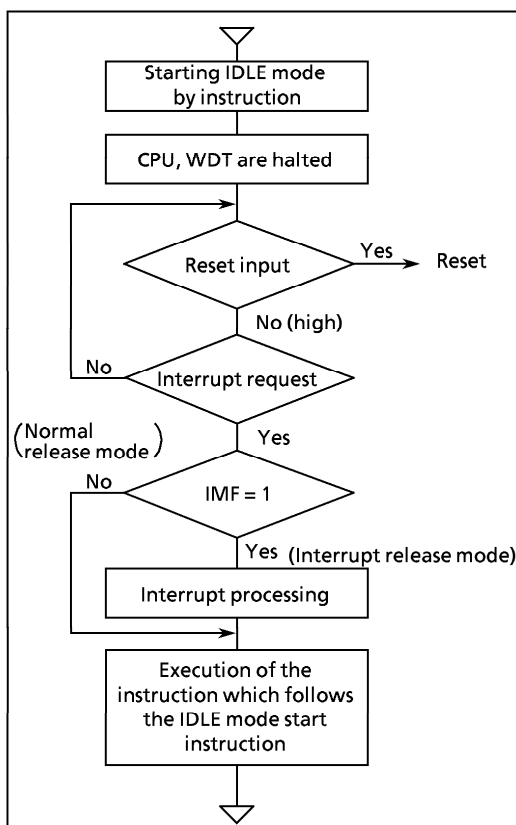 Starting IDLE mode
by instruction
CPU, WDT are halted
Reset input
Yes
Reset
No (high)
No
Interrupt request
(Normal
release mode)
Yes
No
IMF = 1
Yes
(Interrupt release mode)
Interrupt processing
Execution of the
instruction which follows
the IDLE mode start
instruction